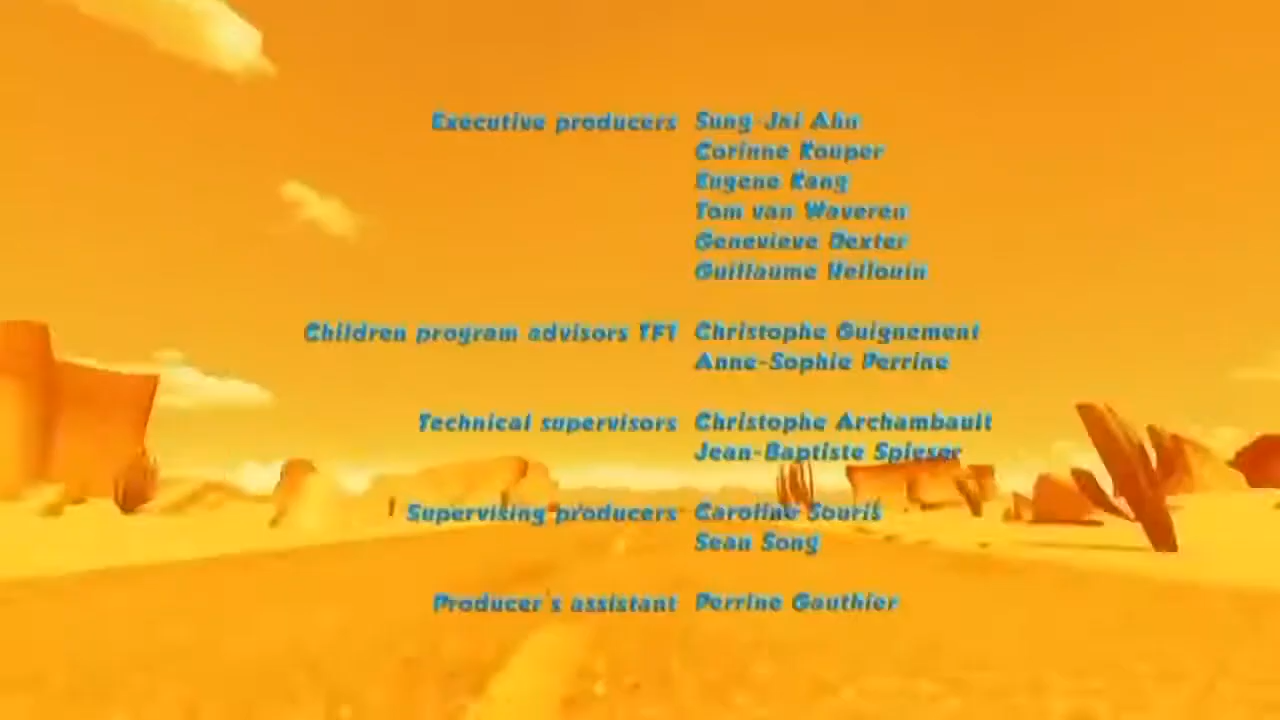 Executive producers Sung-Jni Ahn
Corinne Kouper
Eugene Kang
Tom van Waveren
Genevieve Dexter
Guillaume Hellouin
Children program advisors TF1 Christophe Guignement
Anne-Sophie Perrine
Technical supervisors Christophe Archambault
Jean-Baptiste Spieser
Supervising producers Caroline Souris
Sean Song
Producer's assistant Perrine Gauthier